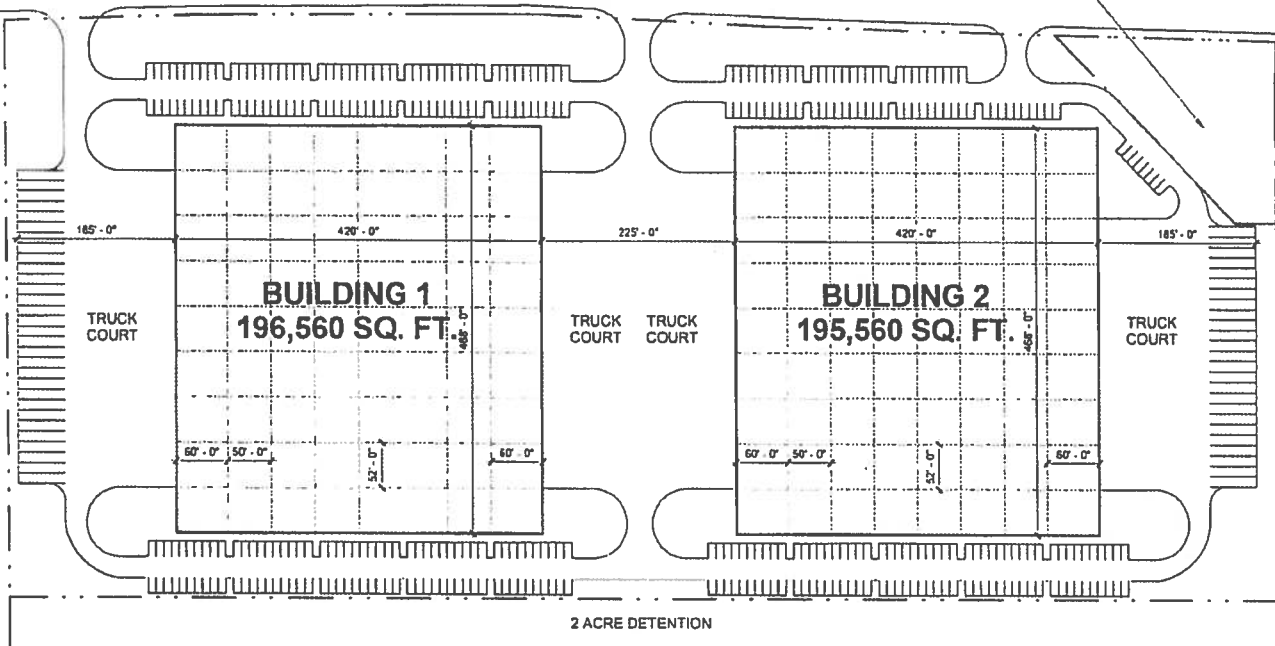 185' - 0"
420' - 0"
225' - 0"
420' - 0"
185' - 0"
BUILDING 1
196,560 SQ. FT.
468' - 0"
BUILDING 2
195,560 SQ. FT.
468' - 0"
TRUCK
COURT
TRUCK
COURT
TRUCK
COURT
TRUCK
COURT
60' - 0"
50' - 0"
52' - 0"
60' - 0"
60' - 0"
50' - 0"
52' - 0"
60' - 0"
2 ACRE DETENTION